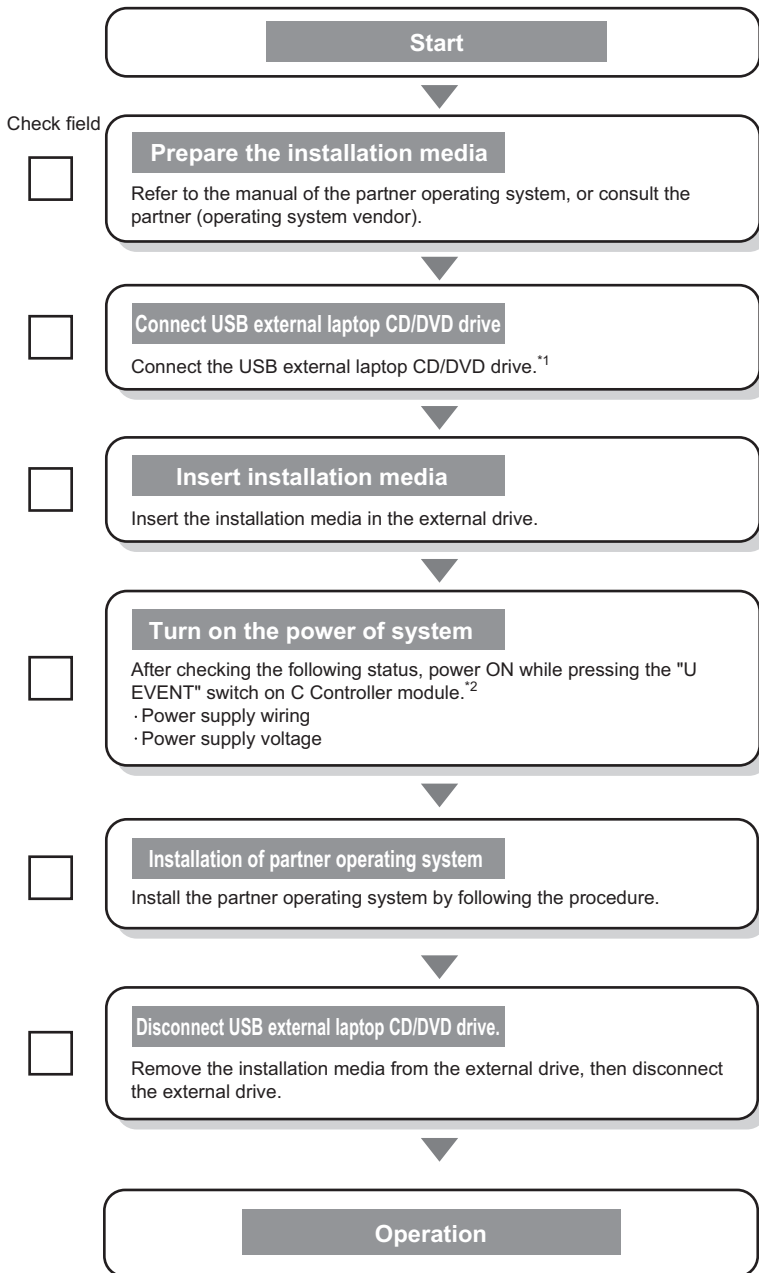 Start
Check field
Prepare the installation media
Refer to the manual of the partner operating system, or consult the
partner (operating system vendor).
Connect USB external laptop CD/DVD drive
Connect the USB external laptop CD/DVD drive.*1
Insert installation media
Insert the installation media in the external drive.
Turn on the power of system
After checking the following status, power ON while pressing the "U
EVENT" switch on C Controller module.*2
· Power supply wiring
· Power supply voltage
Installation of partner operating system
Install the partner operating system by following the procedure.
Disconnect USB external laptop CD/DVD drive.
Remove the installation media from the external drive, then disconnect
the external drive.
Operation